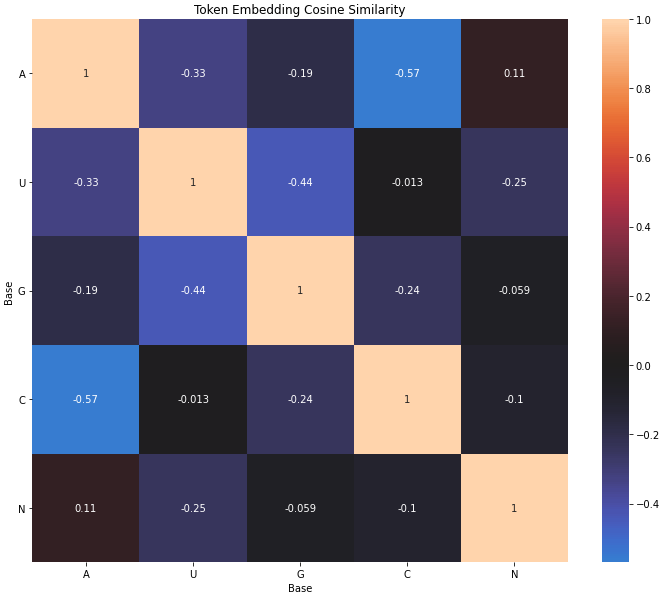 Token Embedding Cosine Similarity
A 1 -0.33 -0.19 -0.57 0.11
U -0.33 1 -0.44 -0.013 -0.25
G -0.19 -0.44 1 -0.24 -0.059
C -0.57 -0.013 -0.24 1 -0.1
N 0.11 -0.25 -0.059 -0.1 1
A U G C N
Base
Base
1.0
0.8
0.6
0.4
0.2
0.0
−0.2
−0.4